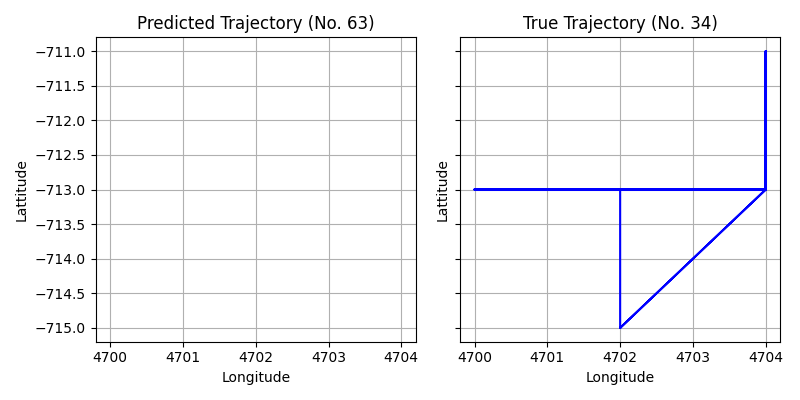 Predicted Trajectory (No. 63)
−711.0
−711.5
−712.0
−712.5
−713.0
−713.5
−714.0
−714.5
−715.0
Lattitude
4700 4701 4702 4703 4704
Longitude
True Trajectory (No. 34)
Lattitude
4700 4701 4702 4703 4704
Longitude